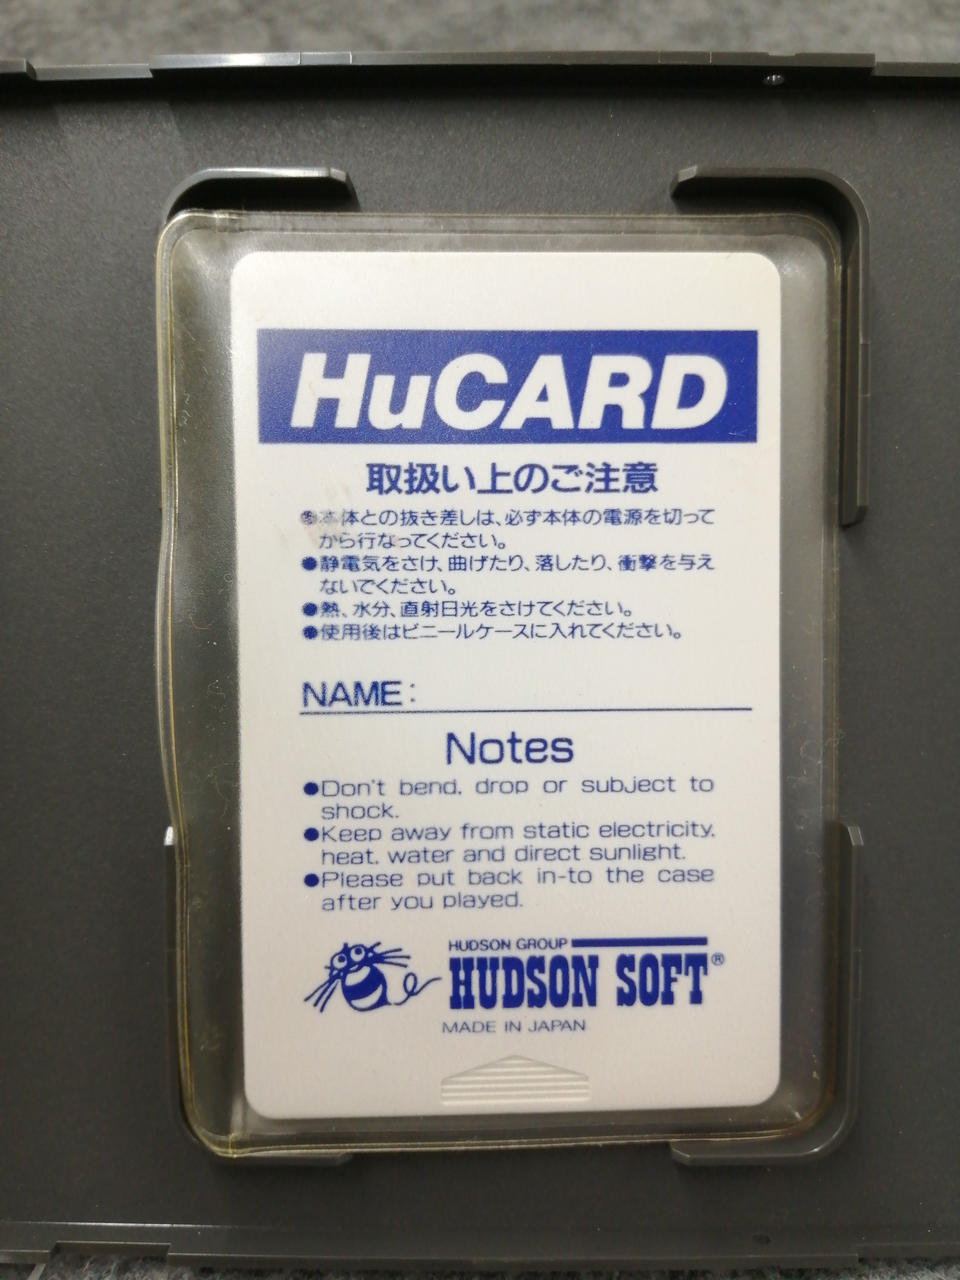 HuCARD
取扱い上のご注意
●本体との抜き差しは、必ず本体の電源を切って
から行なってください。
●静電気をさけ、曲げたり、落したり、衝撃を与え
ないでください。
●熱、水分、直射日光をさけてください。
●使用後はビニールケースに入れてください。
NAME:
Notes
●Don't bend, drop or subject to
shock.
●Keep away from static electricity,
heat, water and direct sunlight.
●Please put back in-to the case
after you played.
HUDSON GROUP
HUDSON SOFT®
MADE IN JAPAN